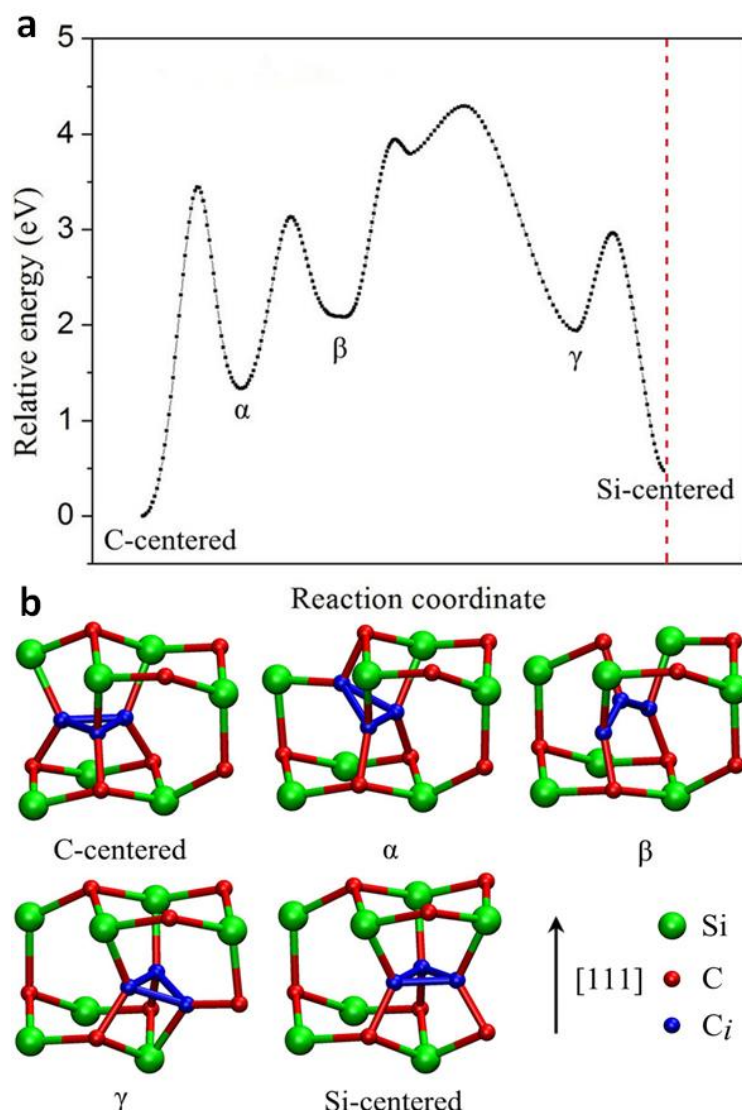 a
5
4
3
2
1
0
Relative energy (eV)
α
β
γ
C-centered
Si-centered
Reaction coordinate
b
C-centered
α
β
γ
Si-centered
[111]
Si
C
Ci